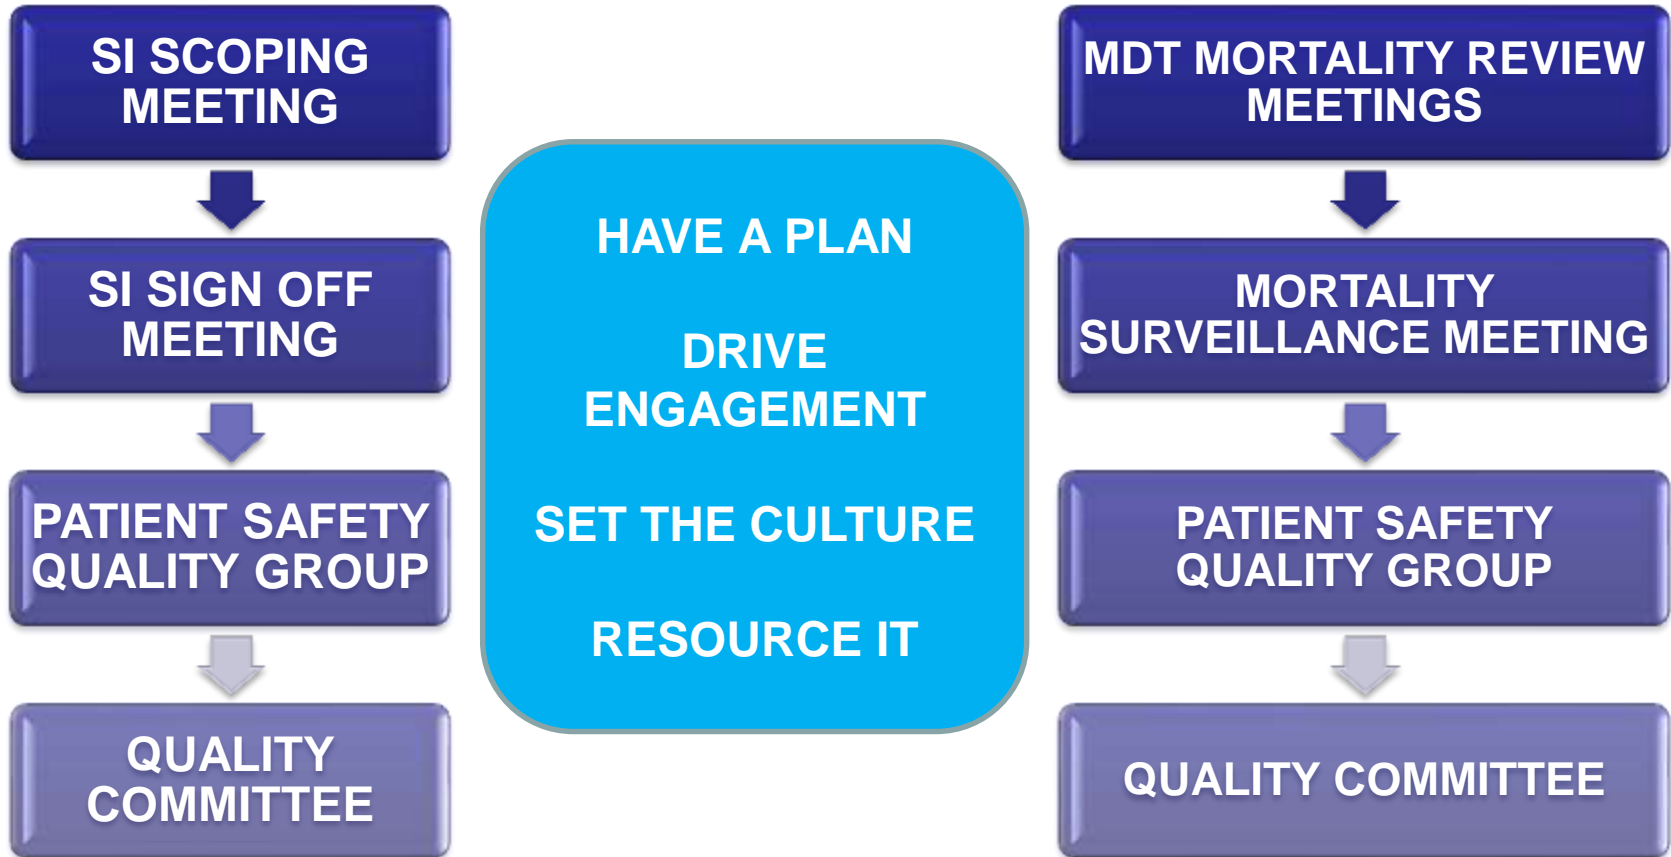 SI SCOPING
MEETING
SI SIGN OFF
MEETING
PATIENT SAFETY
QUALITY GROUP
QUALITY
COMMITTEE
HAVE A PLAN
DRIVE
ENGAGEMENT
SET THE CULTURE
RESOURCE IT
MDT MORTALITY REVIEW
MEETINGS
MORTALITY
SURVEILLANCE MEETING
PATIENT SAFETY
QUALITY GROUP
QUALITY COMMITTEE